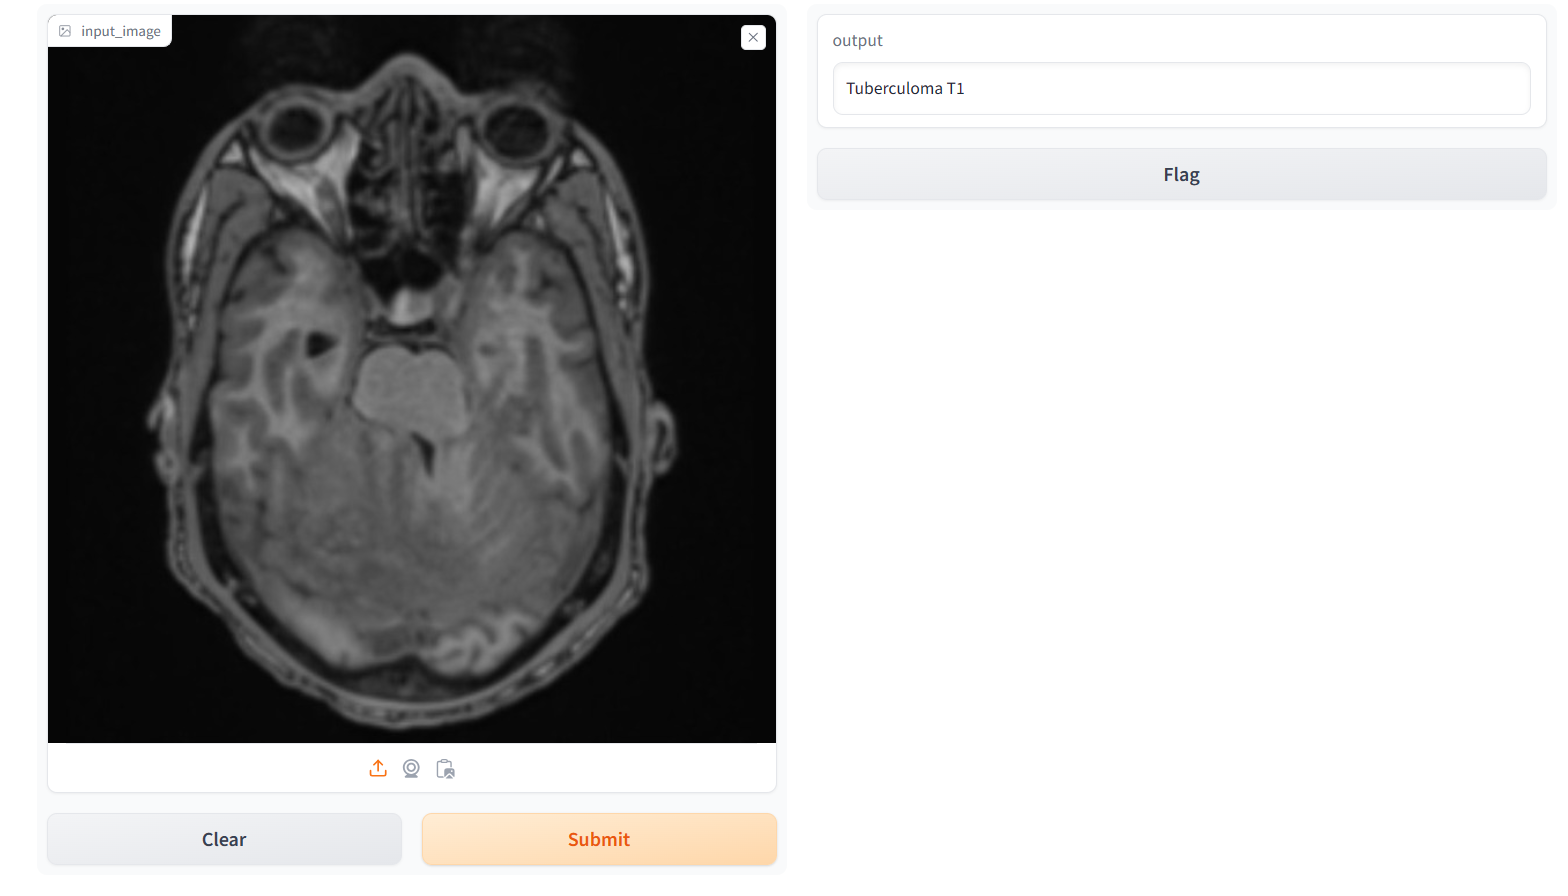 input_image
output
Tuberculoma T1
Flag
Clear
Submit